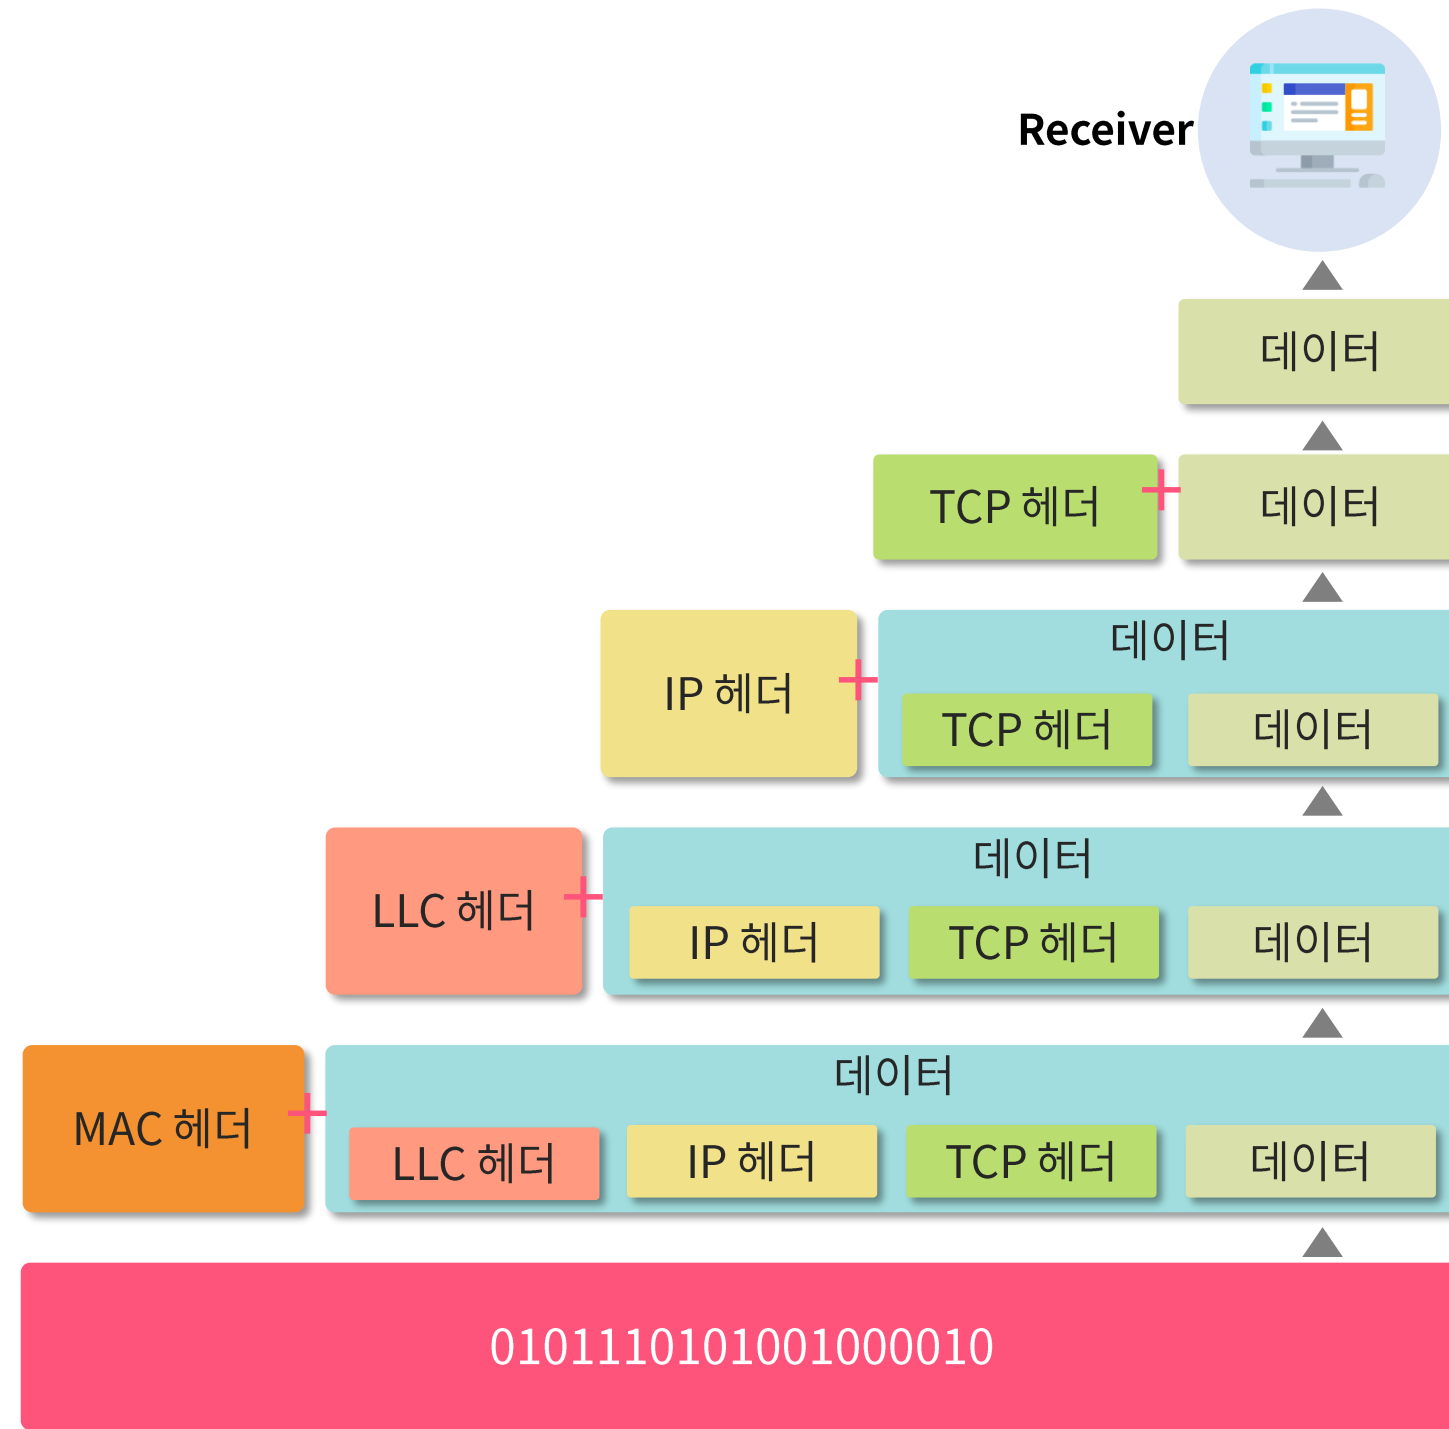 Receiver
데이터
TCP 헤더 + 데이터
IP 헤더 + 데이터
TCP 헤더 데이터
LLC 헤더 + 데이터
IP 헤더 TCP 헤더 데이터
MAC 헤더 + 데이터
LLC 헤더 IP 헤더 TCP 헤더 데이터
0101110101001000010